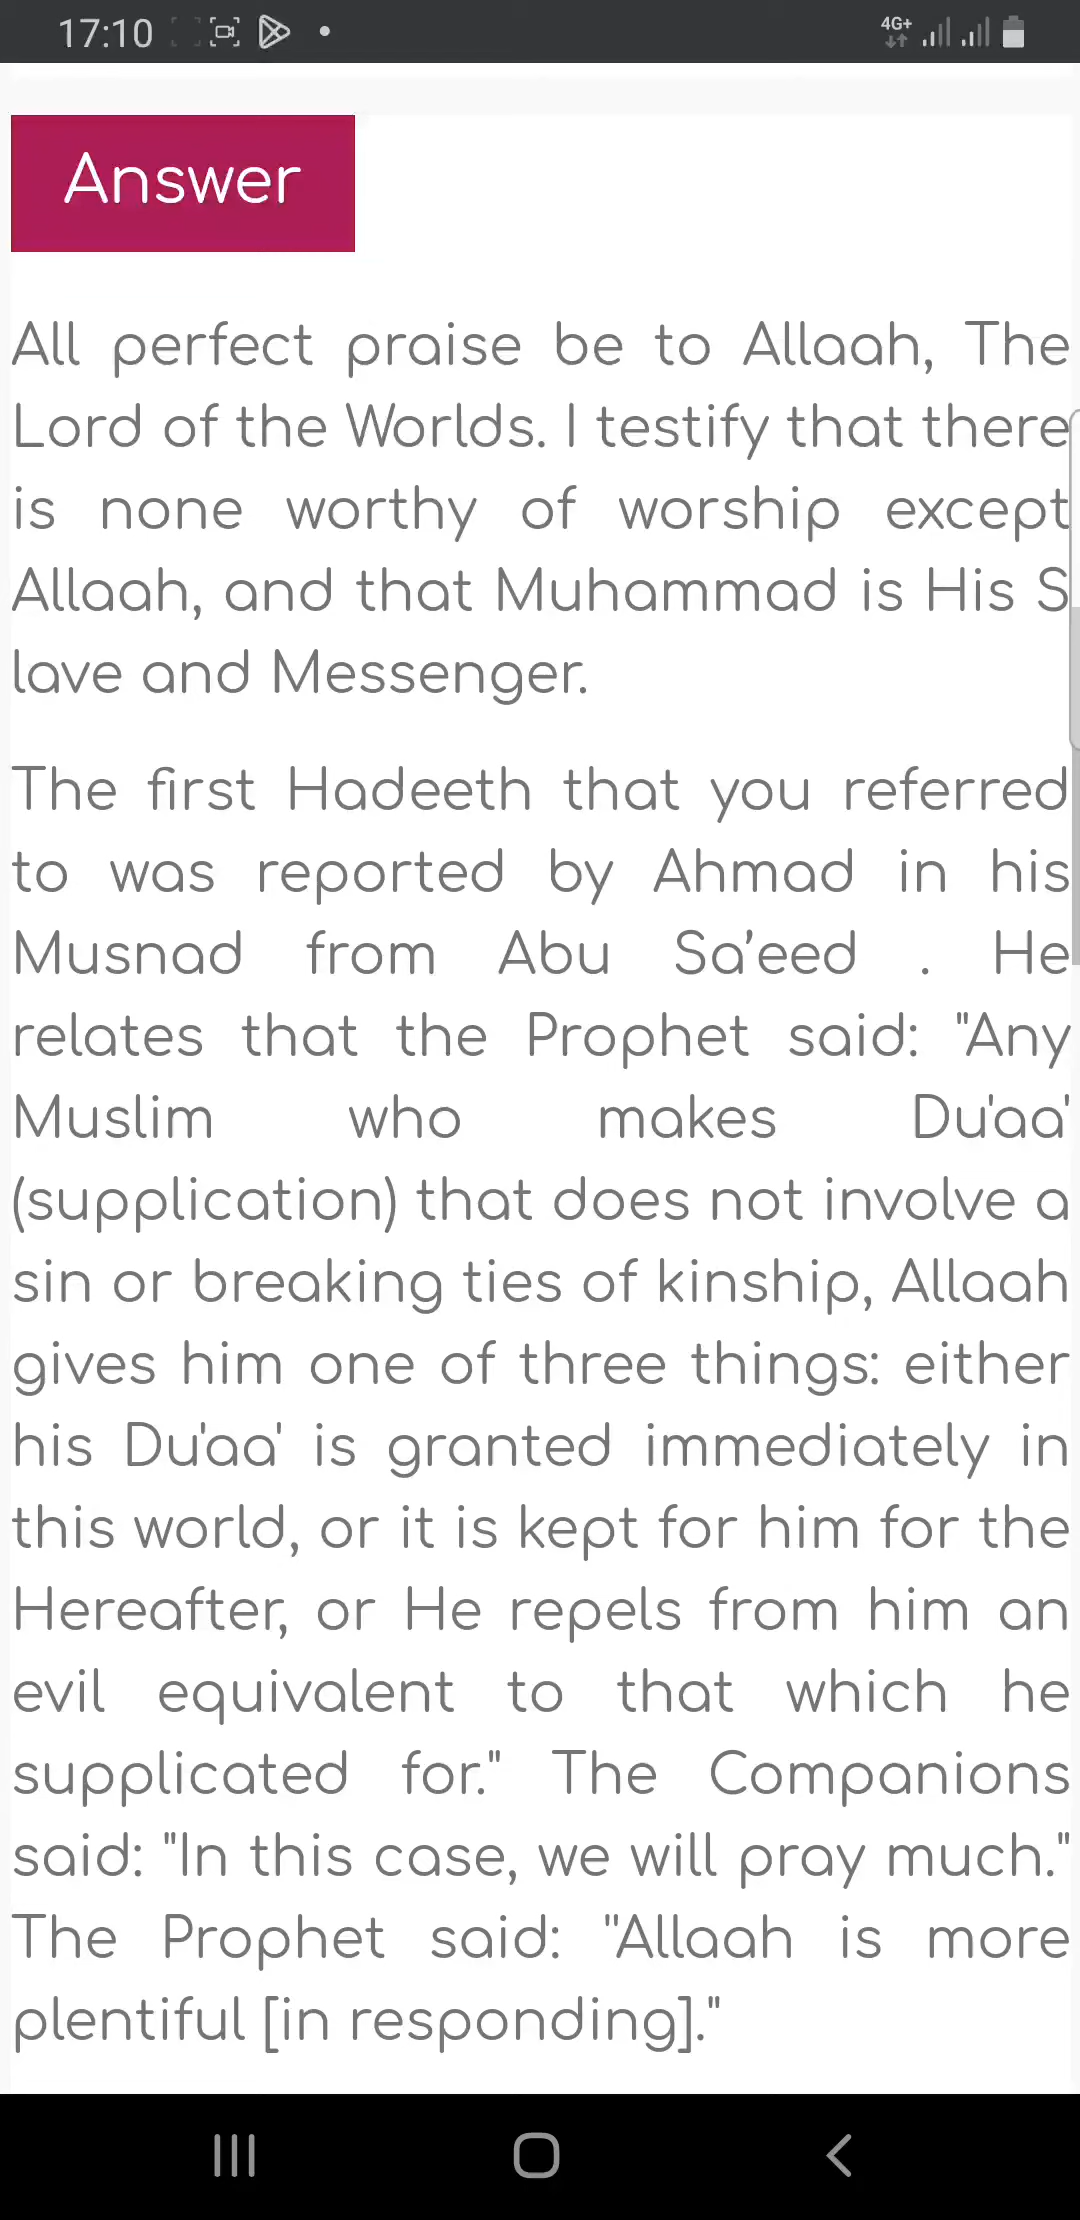 17:10
4G+
Answer
All perfect praise be to Allaah, The
Lord of the Worlds. I testify that there
is none worthy of worship except
Allaah, and that Muhammad is His S
lave and Messenger.
The first Hadeeth that you referred
to was reported by Ahmad in his
Musnad from Abu Sa’eed . He
relates that the Prophet said: "Any
Muslim who makes Du'aa'
(supplication) that does not involve a
sin or breaking ties of kinship, Allaah
gives him one of three things: either
his Du'aa' is granted immediately in
this world, or it is kept for him for the
Hereafter, or He repels from him an
evil equivalent to that which he
supplicated for." The Companions
said: "In this case, we will pray much."
The Prophet said: "Allaah is more
plentiful [in responding]."